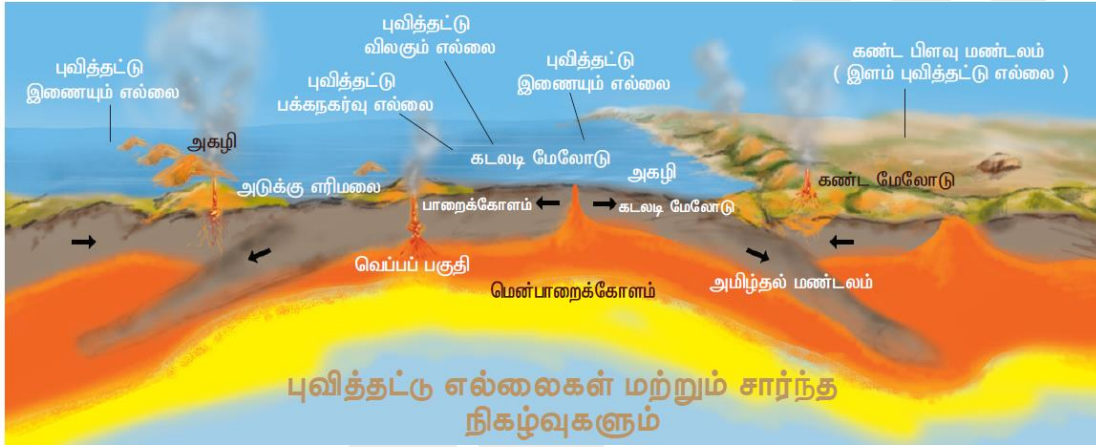 புவித்தட்டு
இணையும் எல்லை
புவித்தட்டு
விலகும் எல்லை
புவித்தட்டு
பக்கநகர்வு எல்லை
புவித்தட்டு
இணையும் எல்லை
கண்ட பிளவு மண்டலம்
( இளம் புவித்தட்டு எல்லை )
அகழி
கடலடி மேலோடு
அகழி
அடுக்கு எரிமலை
கண்ட மேலோடு
பாறைக்கோளம்
கடலடி மேலோடு
வெப்பப் பகுதி
அமிழ்தல் மண்டலம்
மென்பாறைக்கோளம்
புவித்தட்டு எல்லைகள் மற்றும் சார்ந்த
நிகழ்வுகளும்